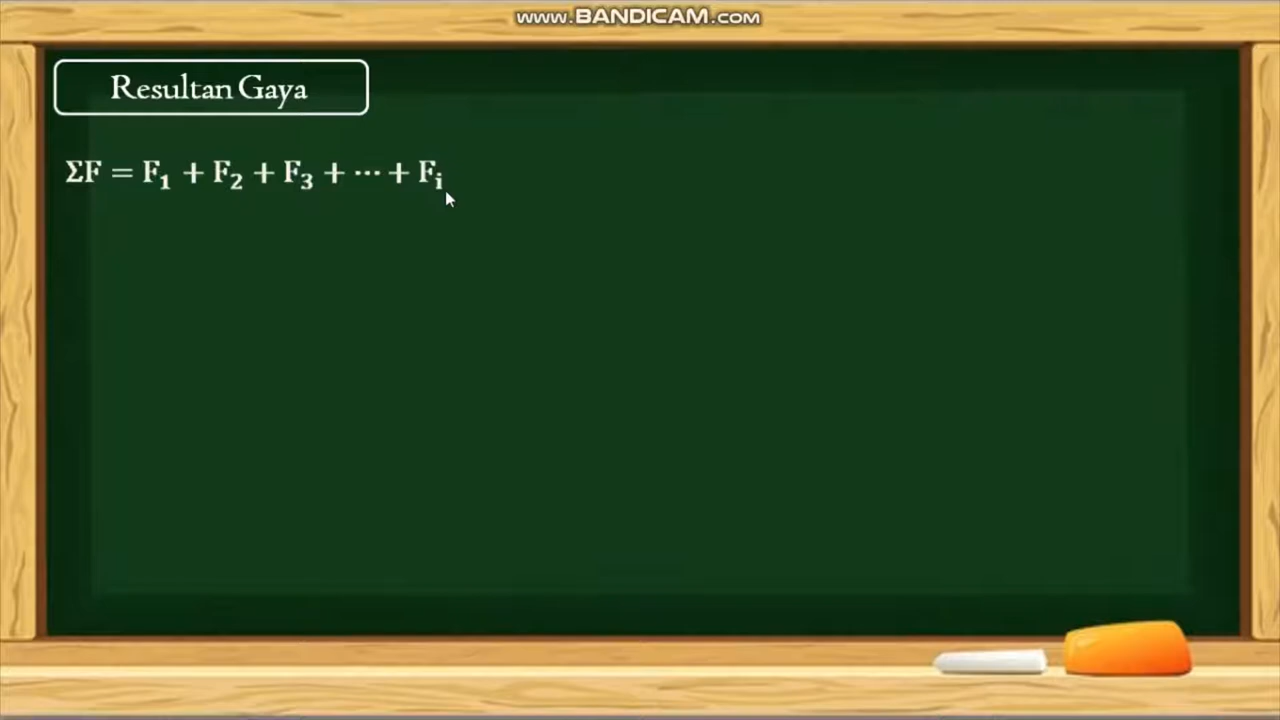 www.BANDICAM.com
Resultan Gaya
ΣF = F₁ + F₂ + F₃ + ⋯ + Fᵢ